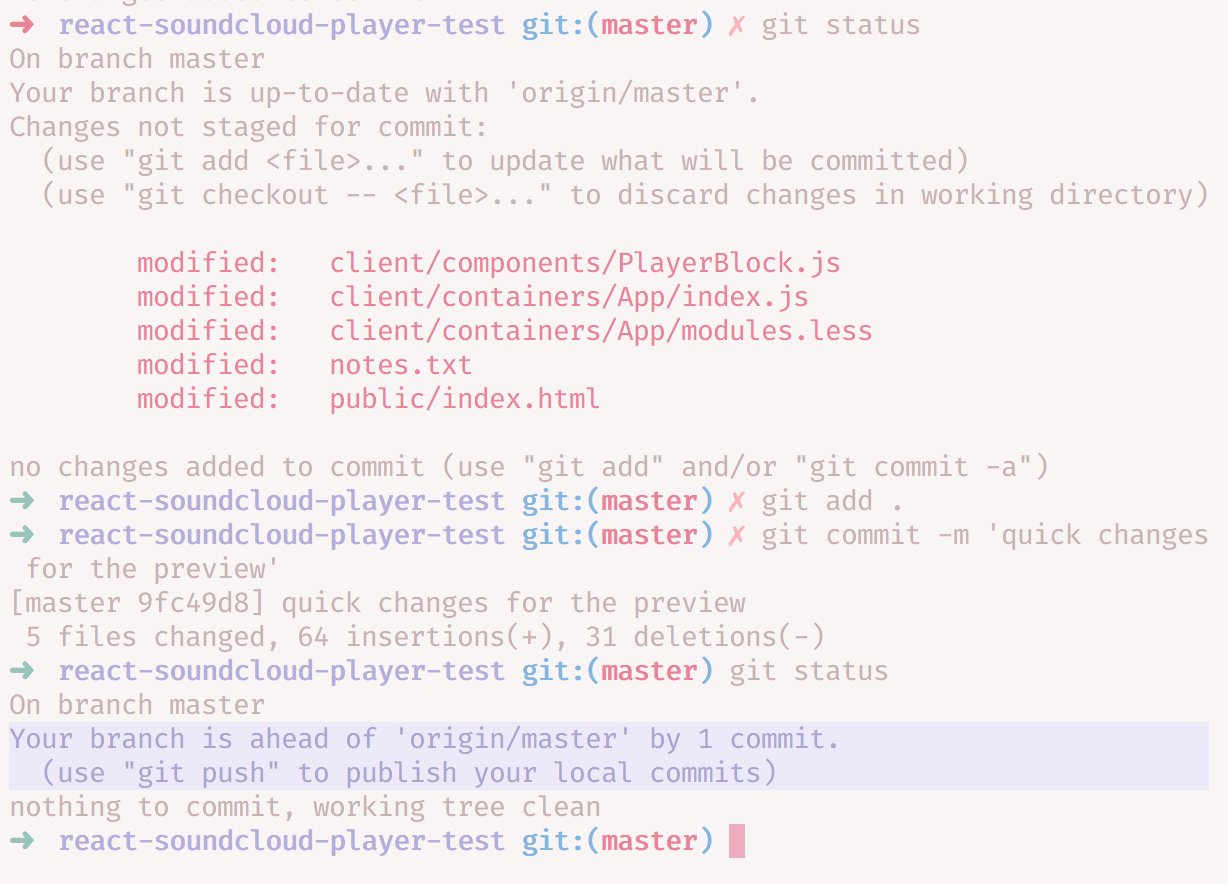 ➜ react-soundcloud-player-test git:(master) ✗ git status
On branch master
Your branch is up-to-date with 'origin/master'.
Changes not staged for commit:
  (use "git add <file>..." to update what will be committed)
  (use "git checkout -- <file>..." to discard changes in working directory)
        modified:   client/components/PlayerBlock.js
        modified:   client/containers/App/index.js
        modified:   client/containers/App/modules.less
        modified:   notes.txt
        modified:   public/index.html
no changes added to commit (use "git add" and/or "git commit -a")
➜ react-soundcloud-player-test git:(master) ✗ git add .
➜ react-soundcloud-player-test git:(master) ✗ git commit -m 'quick changes
 for the preview'
[master 9fc49d8] quick changes for the preview
 5 files changed, 64 insertions(+), 31 deletions(-)
➜ react-soundcloud-player-test git:(master) git status
On branch master
Your branch is ahead of 'origin/master' by 1 commit.
  (use "git push" to publish your local commits)
nothing to commit, working tree clean
➜ react-soundcloud-player-test git:(master)